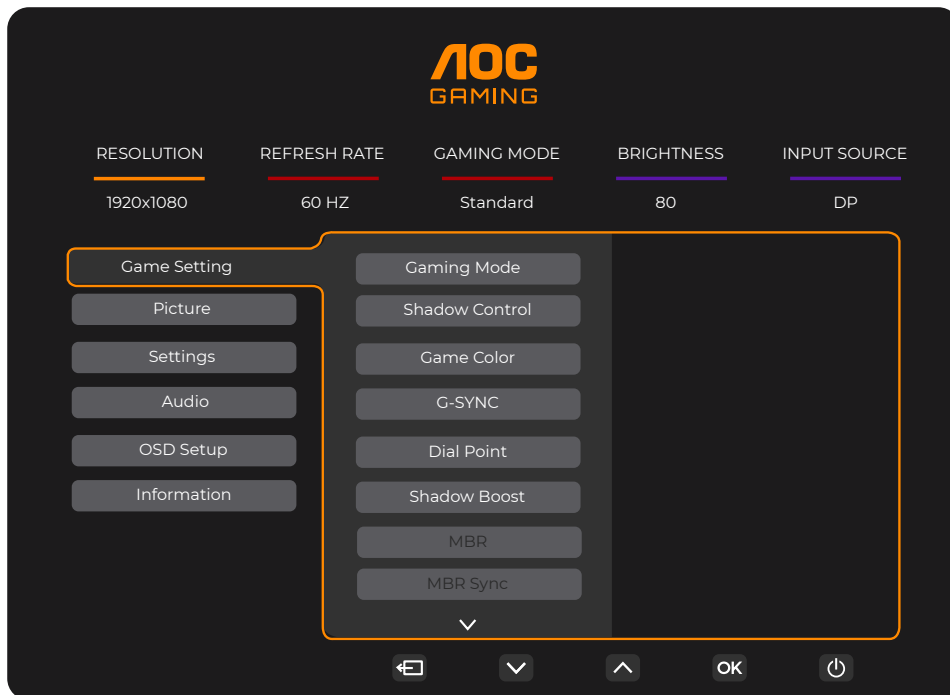 AOC
GAMING
RESOLUTION REFRESH RATE GAMING MODE BRIGHTNESS INPUT SOURCE
1920x1080 60 HZ Standard 80 DP
Game Setting
Picture
Settings
Audio
OSD Setup
Information
Gaming Mode
Shadow Control
Game Color
G-SYNC
Dial Point
Shadow Boost
MBR
MBR Sync
OK